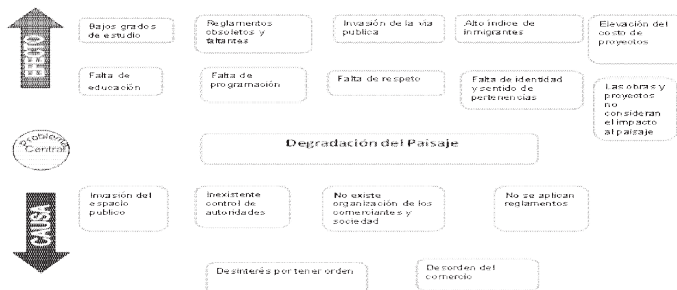 EFECTO
Bajos grados
de estudio
Reglamentos
obsoletos y
faltantes
Invasión de la via
publica
Alto índice de
inmigrantes
Elevación del
costo de
proyectos
Falta de
educación
Falta de
programación
Falta de respeto
Falta de identidad
y sentido de
pertenencias
Las obras y
proyectos
no
consideran
el impacto
al paisaje
Problema
Central
Degradación del Paisaje
CAUSA
Invasión del
espacio
publico
Inexistente
control de
autoridades
No existe
organización de los
comerciantes y
sociedad
No se aplican
reglamentos
Desinterés por tener orden
Desorden del
comercio